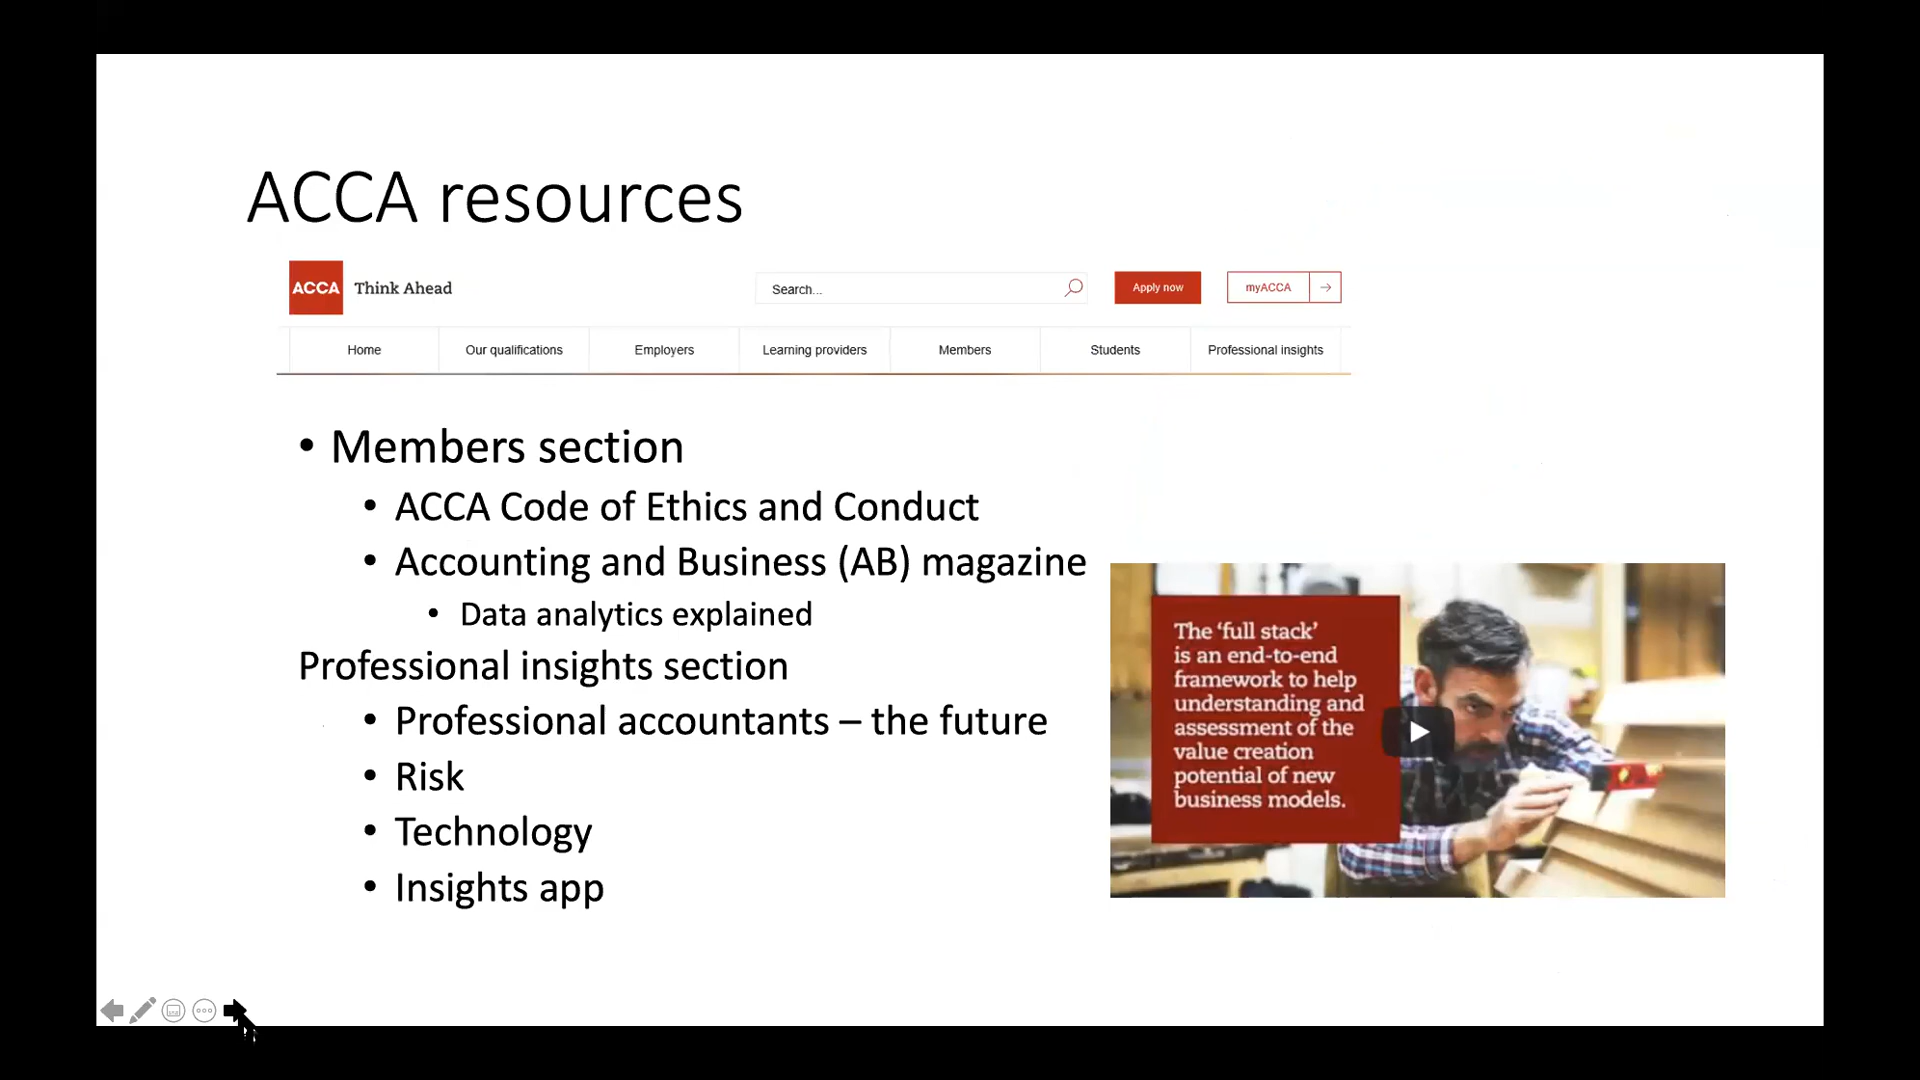 ACCA resources
ACCA Think Ahead
Search...
Apply now
myACCA
Home Our qualifications Employers Learning providers Members Students Professional insights
• Members section
• ACCA Code of Ethics and Conduct
• Accounting and Business (AB) magazine
• Data analytics explained
Professional insights section
• Professional accountants – the future
• Risk
• Technology
• Insights app
The ‘full stack’
is an end-to-end
framework to help
understanding and
assessment of the
value creation
potential of new
business models.